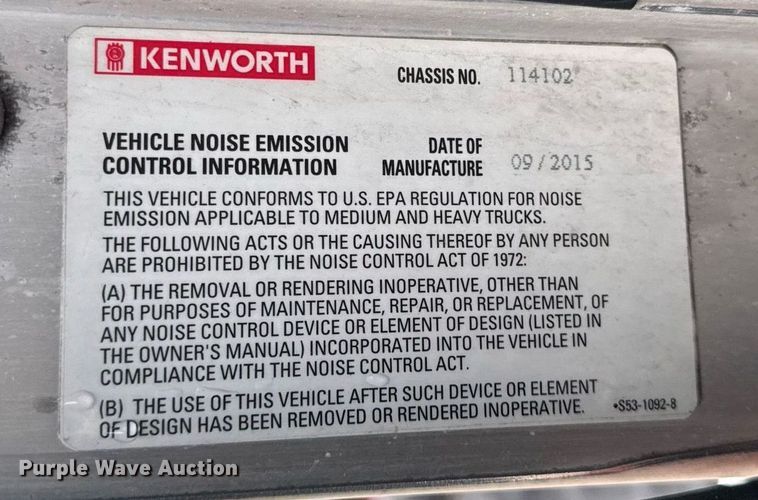 KENWORTH
CHASSIS NO. 114102
VEHICLE NOISE EMISSION
CONTROL INFORMATION
DATE OF
MANUFACTURE 09/2015
THIS VEHICLE CONFORMS TO U.S. EPA REGULATION FOR NOISE
EMISSION APPLICABLE TO MEDIUM AND HEAVY TRUCKS.
THE FOLLOWING ACTS OR THE CAUSING THEREOF BY ANY PERSON
ARE PROHIBITED BY THE NOISE CONTROL ACT OF 1972:
(A) THE REMOVAL OR RENDERING INOPERATIVE, OTHER THAN
FOR PURPOSES OF MAINTENANCE, REPAIR, OR REPLACEMENT, OF
ANY NOISE CONTROL DEVICE OR ELEMENT OF DESIGN (LISTED IN
THE OWNER'S MANUAL) INCORPORATED INTO THE VEHICLE IN
COMPLIANCE WITH THE NOISE CONTROL ACT.
(B) THE USE OF THIS VEHICLE AFTER SUCH DEVICE OR ELEMENT
OF DESIGN HAS BEEN REMOVED OR RENDERED INOPERATIVE.
•S53-1092-8
Purple Wave Auction